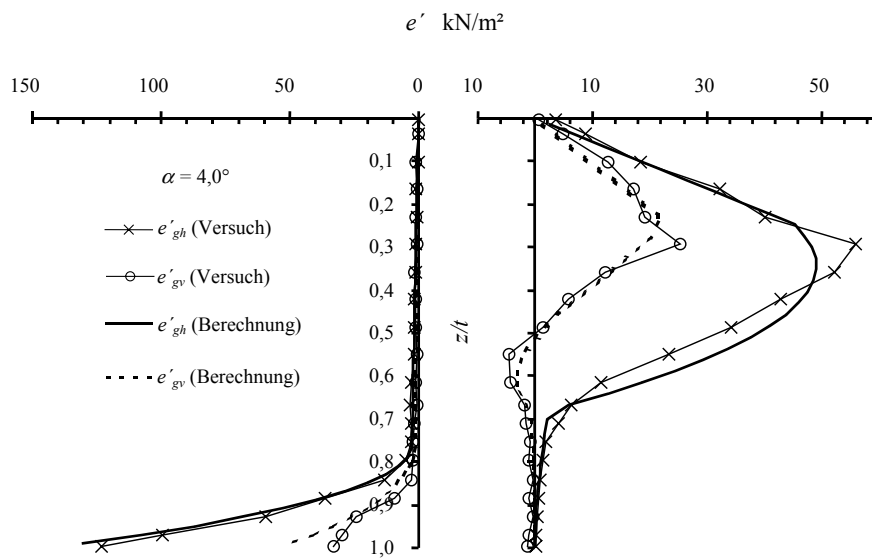 e´ kN/m²
150 100 50 0 10 10 30 50
0,1
α = 4,0°
0,2
e´gh (Versuch)
0,3
e´gv (Versuch)
0,4
z/t
e´gh (Berechnung)
0,5
e´gv (Berechnung)
0,6
0,7
0,8
0,9
1,0